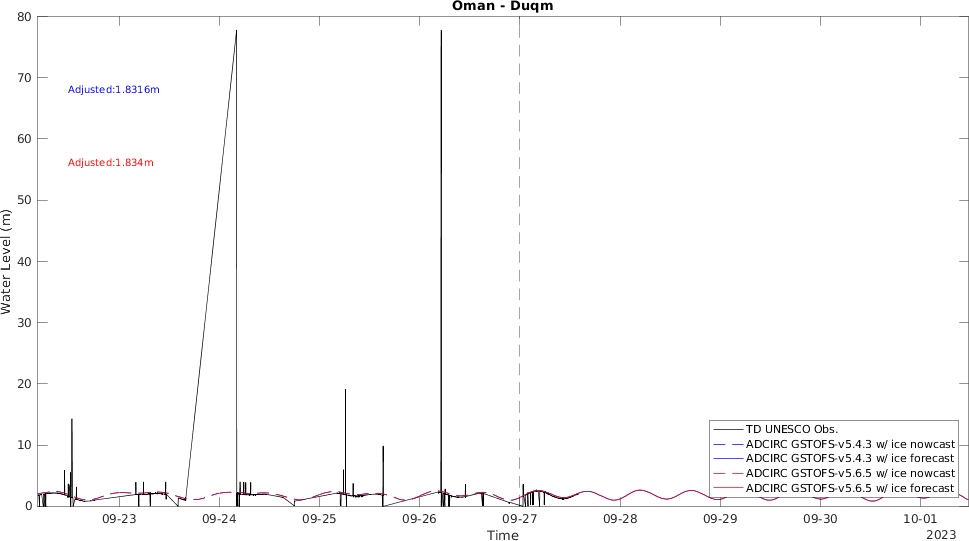 Oman - Duqm
80
70
60
50
40
30
20
10
0
Water Level (m)
Adjusted:1.8316m
Adjusted:1.834m
TD UNESCO Obs.
ADCIRC GSTOFS-v5.4.3 w/ ice nowcast
ADCIRC GSTOFS-v5.4.3 w/ ice forecast
ADCIRC GSTOFS-v5.6.5 w/ ice nowcast
ADCIRC GSTOFS-v5.6.5 w/ ice forecast
09-23 09-24 09-25 09-26 09-27 09-28 09-29 09-30 10-01
Time
2023